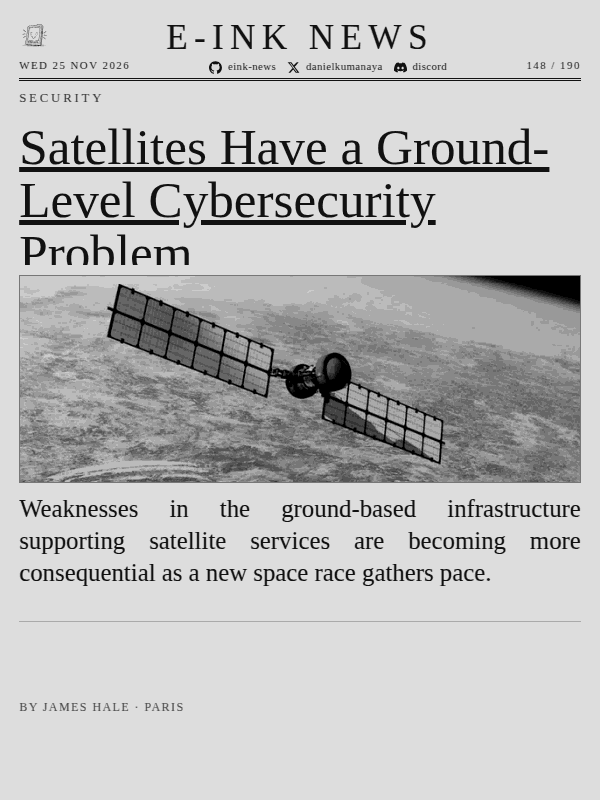 E-INK NEWS
WED 25 NOV 2026
eink-news
danielkumanaya
discord
148 / 190
SECURITY
Satellites Have a Ground-
Level Cybersecurity
Problem
Weaknesses in the ground-based infrastructure
supporting satellite services are becoming more
consequential as a new space race gathers pace.
BY JAMES HALE · PARIS